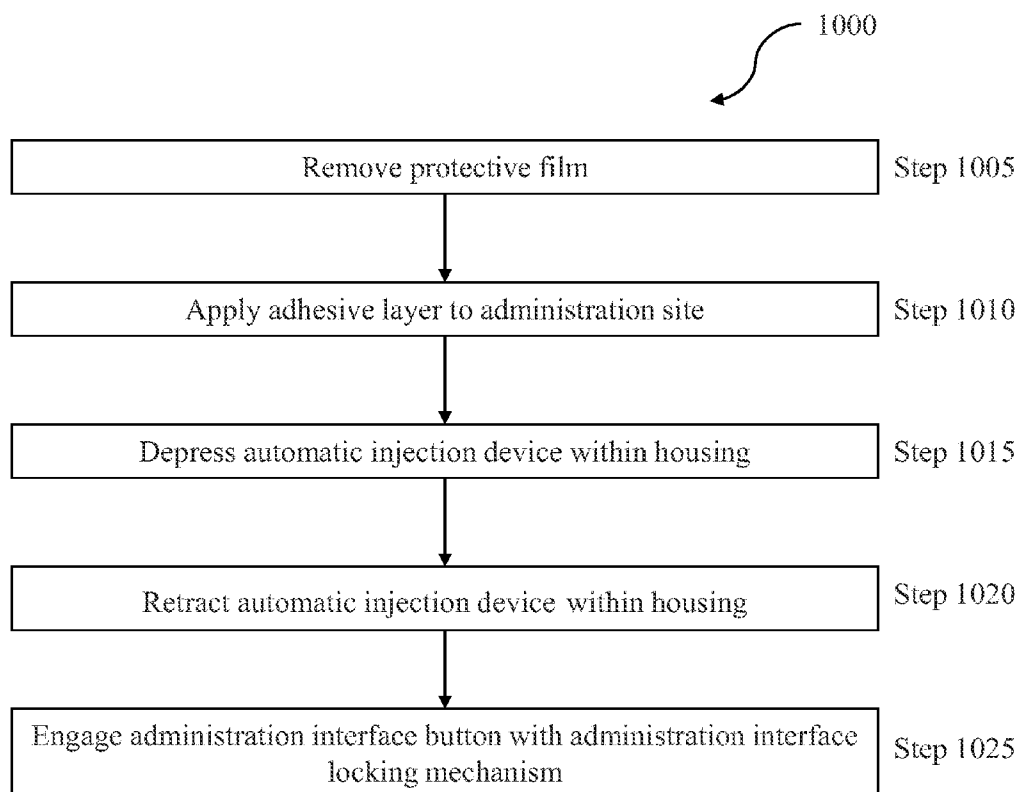 1000
Remove protective film
Step 1005
Apply adhesive layer to administration site
Step 1010
Depress automatic injection device within housing
Step 1015
Retract automatic injection device within housing
Step 1020
Engage administration interface button with administration interface
locking mechanism
Step 1025